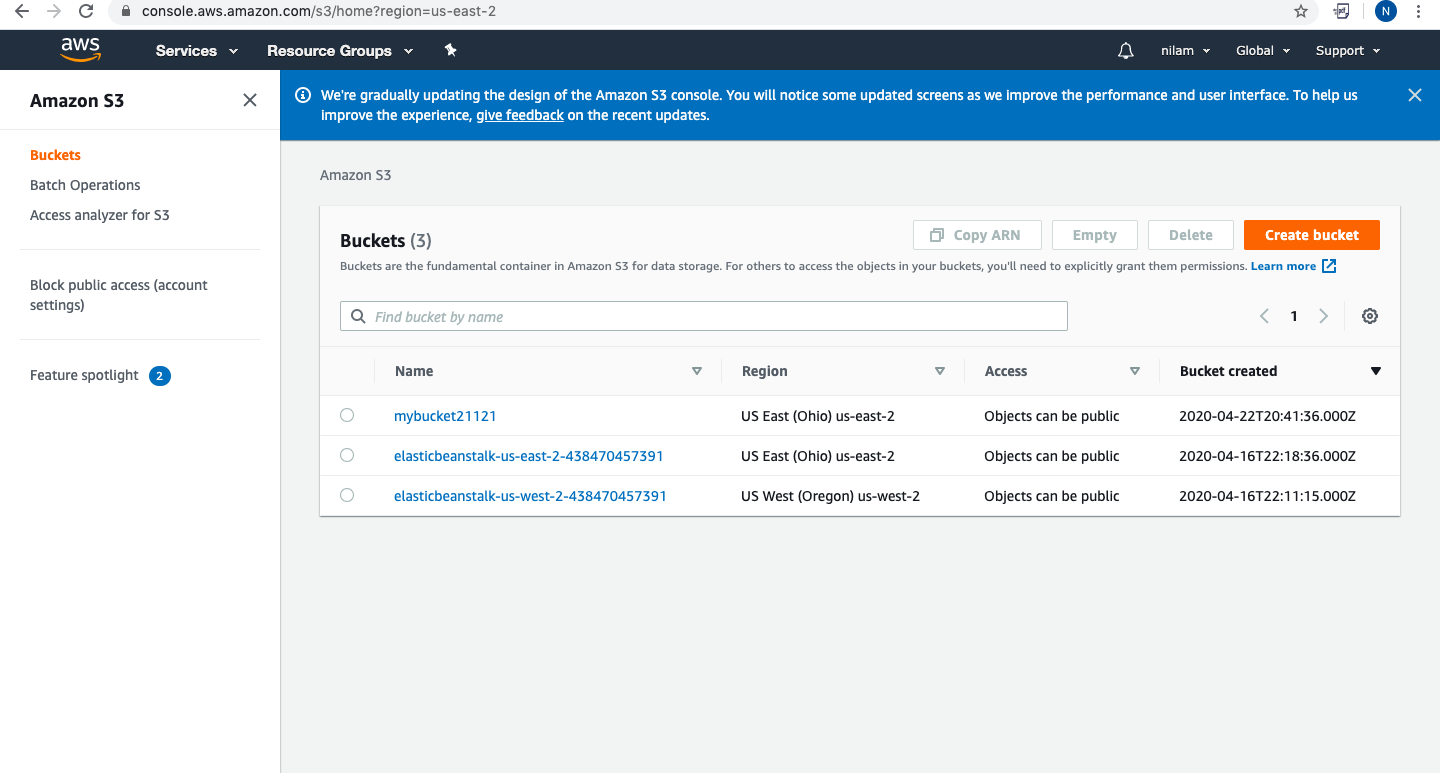 console.aws.amazon.com/s3/home?region=us-east-2
N
aws
Services
Resource Groups
nilam
Global
Support
Amazon S3
We're gradually updating the design of the Amazon S3 console. You will notice some updated screens as we improve the performance and user interface. To help us
improve the experience, give feedback on the recent updates.
Buckets
Batch Operations
Access analyzer for S3
Block public access (account
settings)
Feature spotlight 2
Amazon S3
Buckets (3)
Copy ARN
Empty
Delete
Create bucket
Buckets are the fundamental container in Amazon S3 for data storage. For others to access the objects in your buckets, you'll need to explicitly grant them permissions. Learn more
Find bucket by name
1
Name Region Access Bucket created
mybucket21121 US East (Ohio) us-east-2 Objects can be public 2020-04-22T20:41:36.000Z
elasticbeanstalk-us-east-2-438470457391 US East (Ohio) us-east-2 Objects can be public 2020-04-16T22:18:36.000Z
elasticbeanstalk-us-west-2-438470457391 US West (Oregon) us-west-2 Objects can be public 2020-04-16T22:11:15.000Z